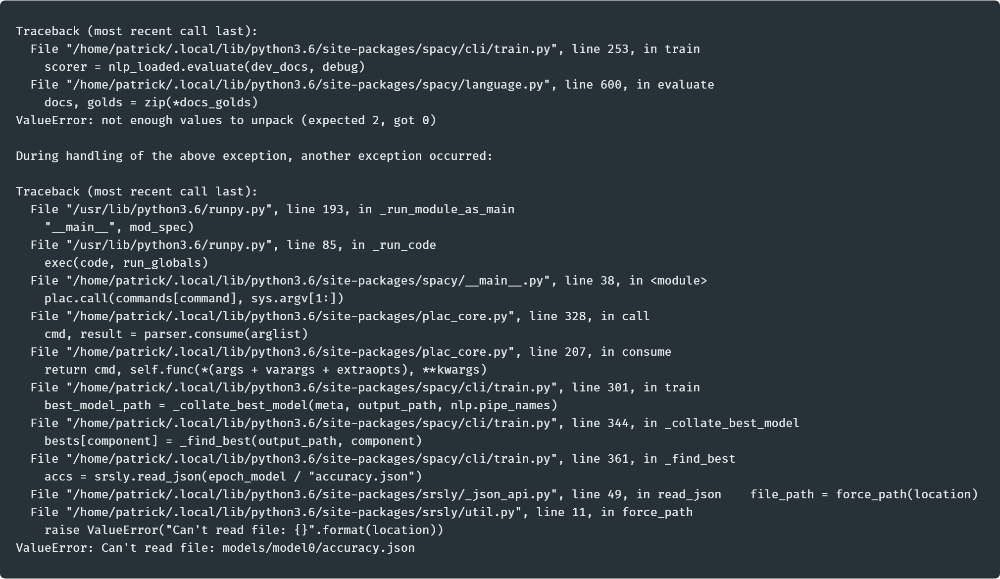 Traceback (most recent call last):
  File "/home/patrick/.local/lib/python3.6/site-packages/spacy/cli/train.py", line 253, in train
    scorer = nlp_loaded.evaluate(dev_docs, debug)
  File "/home/patrick/.local/lib/python3.6/site-packages/spacy/language.py", line 600, in evaluate
    docs, golds = zip(*docs_golds)
ValueError: not enough values to unpack (expected 2, got 0)

During handling of the above exception, another exception occurred:

Traceback (most recent call last):
  File "/usr/lib/python3.6/runpy.py", line 193, in _run_module_as_main
    "__main__", mod_spec)
  File "/usr/lib/python3.6/runpy.py", line 85, in _run_code
    exec(code, run_globals)
  File "/home/patrick/.local/lib/python3.6/site-packages/spacy/__main__.py", line 38, in <module>
    plac.call(commands[command], sys.argv[1:])
  File "/home/patrick/.local/lib/python3.6/site-packages/plac_core.py", line 328, in call
    cmd, result = parser.consume(arglist)
  File "/home/patrick/.local/lib/python3.6/site-packages/plac_core.py", line 207, in consume
    return cmd, self.func(*(args + varargs + extraopts), **kwargs)
  File "/home/patrick/.local/lib/python3.6/site-packages/spacy/cli/train.py", line 301, in train
    best_model_path = _collate_best_model(meta, output_path, nlp.pipe_names)
  File "/home/patrick/.local/lib/python3.6/site-packages/spacy/cli/train.py", line 344, in _collate_best_model
    bests[component] = _find_best(output_path, component)
  File "/home/patrick/.local/lib/python3.6/site-packages/spacy/cli/train.py", line 361, in _find_best
    accs = srsly.read_json(epoch_model / "accuracy.json")
  File "/home/patrick/.local/lib/python3.6/site-packages/srsly/_json_api.py", line 49, in read_json    file_path = force_path(location)
  File "/home/patrick/.local/lib/python3.6/site-packages/srsly/util.py", line 11, in force_path
    raise ValueError("Can't read file: {}".format(location))
ValueError: Can't read file: models/model0/accuracy.json